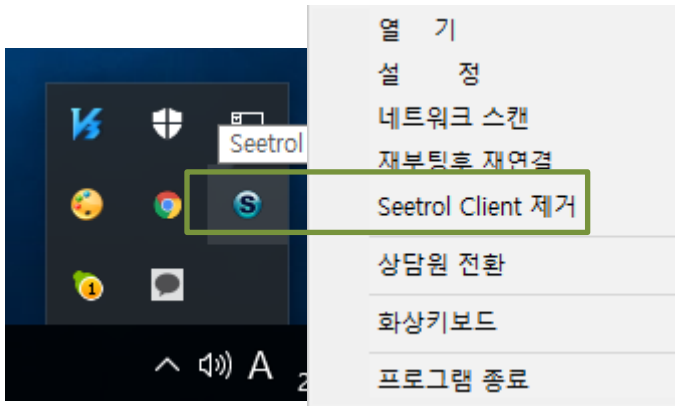 Seetrol
1
A
2
열 기
설 정
네트워크 스캔
재부팅후 재연결
Seetrol Client 제거
상담원 전환
화상키보드
프로그램 종료